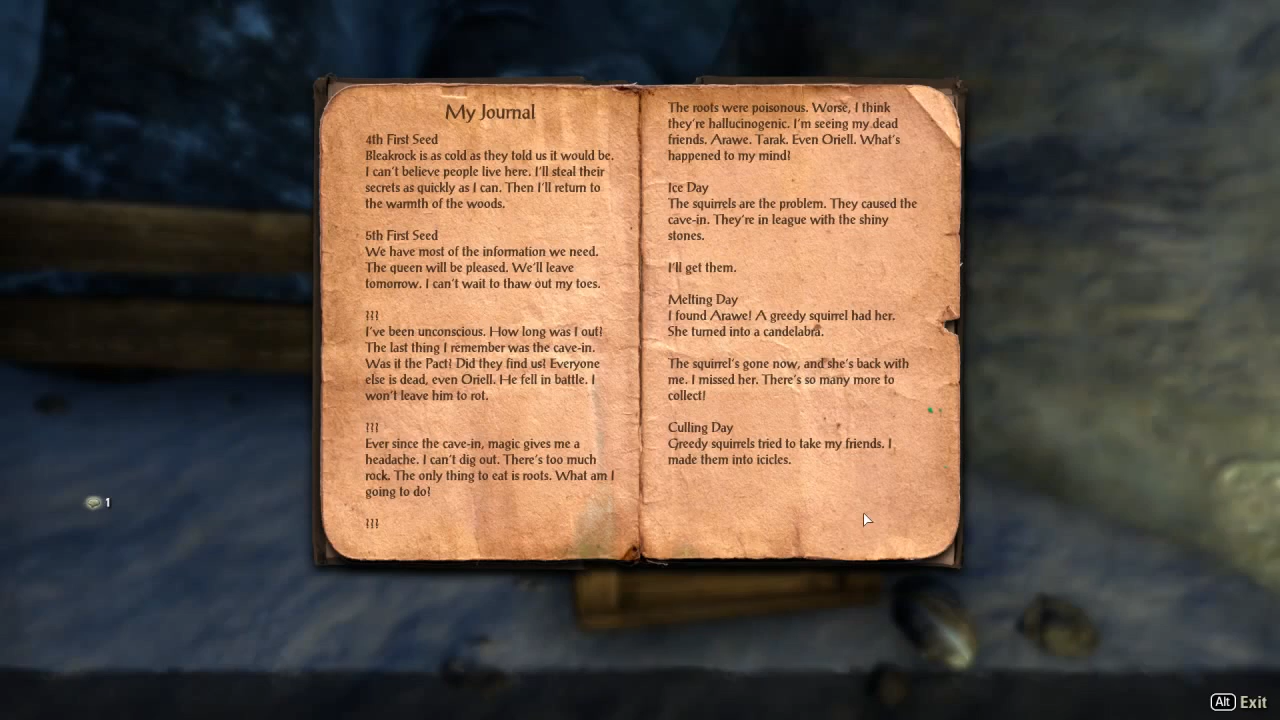 My Journal
4th First Seed
Bleakrock is as cold as they told us it would be.
I can't believe people live here. I'll steal their
secrets as quickly as I can. Then I'll return to
the warmth of the woods.
5th First Seed
We have most of the information we need.
The queen will be pleased. We'll leave
tomorrow. I can't wait to thaw out my toes.
???
I've been unconscious. How long was I out?
The last thing I remember was the cave-in.
Was it the Pact? Did they find us? Everyone
else is dead, even Oriell. He fell in battle. I
won't leave him to rot.
???
Ever since the cave-in, magic gives me a
headache. I can't dig out. There's too much
rock. The only thing to eat is roots. What am I
going to do?
???
The roots were poisonous. Worse, I think
they're hallucinogenic. I'm seeing my dead
friends. Arawe. Tarak. Even Oriell. What's
happened to my mind?
Ice Day
The squirrels are the problem. They caused the
cave-in. They're in league with the shiny
stones.
I'll get them.
Melting Day
I found Arawe! A greedy squirrel had her.
She turned into a candelabra.
The squirrel's gone now, and she's back with
me. I missed her. There's so many more to
collect!
Culling Day
Greedy squirrels tried to take my friends. I
made them into icicles.
1
Alt Exit